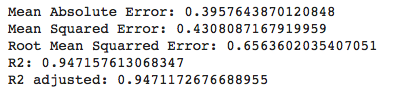 Mean Absolute Error: 0.3957643870120848
Mean Squared Error: 0.4308087167919959
Root Mean Squarred Error: 0.6563602035407051
R2: 0.947157613068347
R2 adjusted: 0.9471172676688955